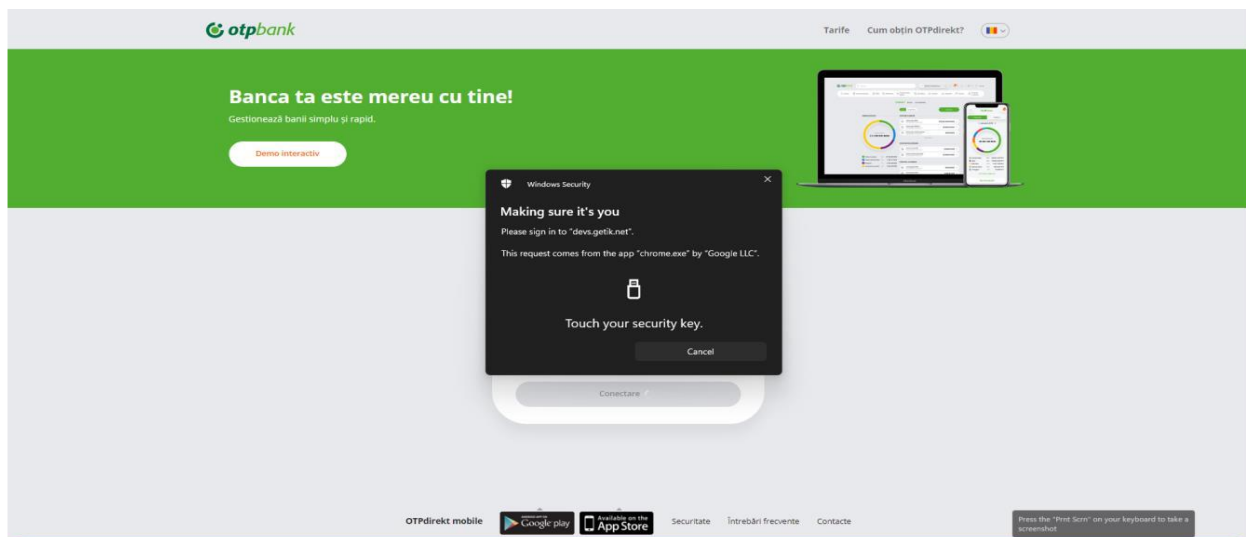 otpbank
Tarife Cum obțin OTPdirekt?
Banca ta este mereu cu tine!
Gestionează banii simplu și rapid.
Demo interactiv
Windows Security
Making sure it's you
Please sign in to "devs.getik.net".
This request comes from the app "chrome.exe" by "Google LLC".
Touch your security key.
Cancel
Conectare
OTPdirekt mobile Google play Available on the App Store Securitate Întrebări frecvente Contacte
Press the "Prnt Scrn" on your keyboard to take a
screenshot